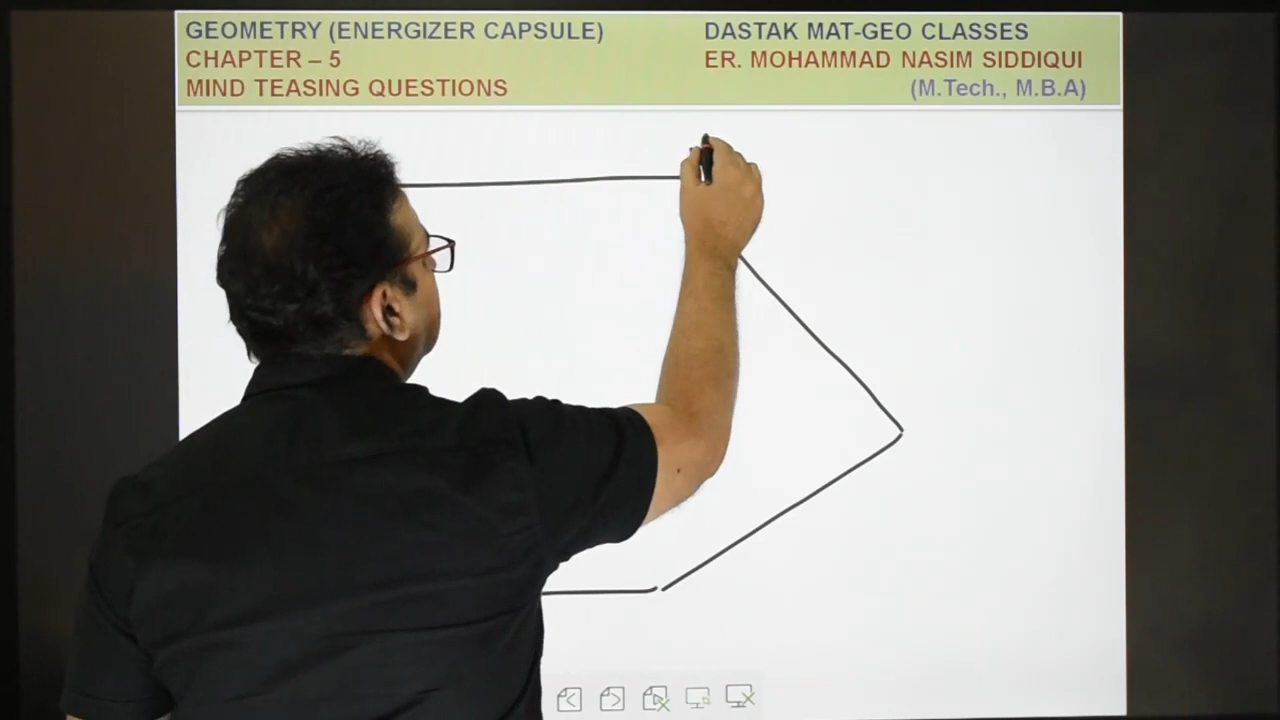 GEOMETRY (ENERGIZER CAPSULE)
CHAPTER – 5
MIND TEASING QUESTIONS
DASTAK MAT-GEO CLASSES
ER. MOHAMMAD NASIM SIDDIQUI
(M.Tech., M.B.A)